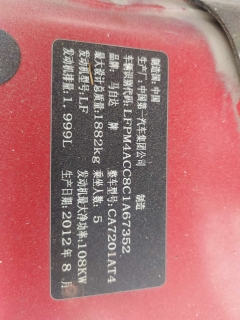 制造国：中国
生产厂：中国第一汽车集团公司 制造
车辆识别代码：LFPM4ACC8C1A67352
品牌：马自达 牌 整车型号：CA7201AT4
最大设计总质量：1882kg 乘坐人数：5
发动机型号：LF 发动机最大净功率：108KW
发动机排量：1.999L 生产日期：2012年8月